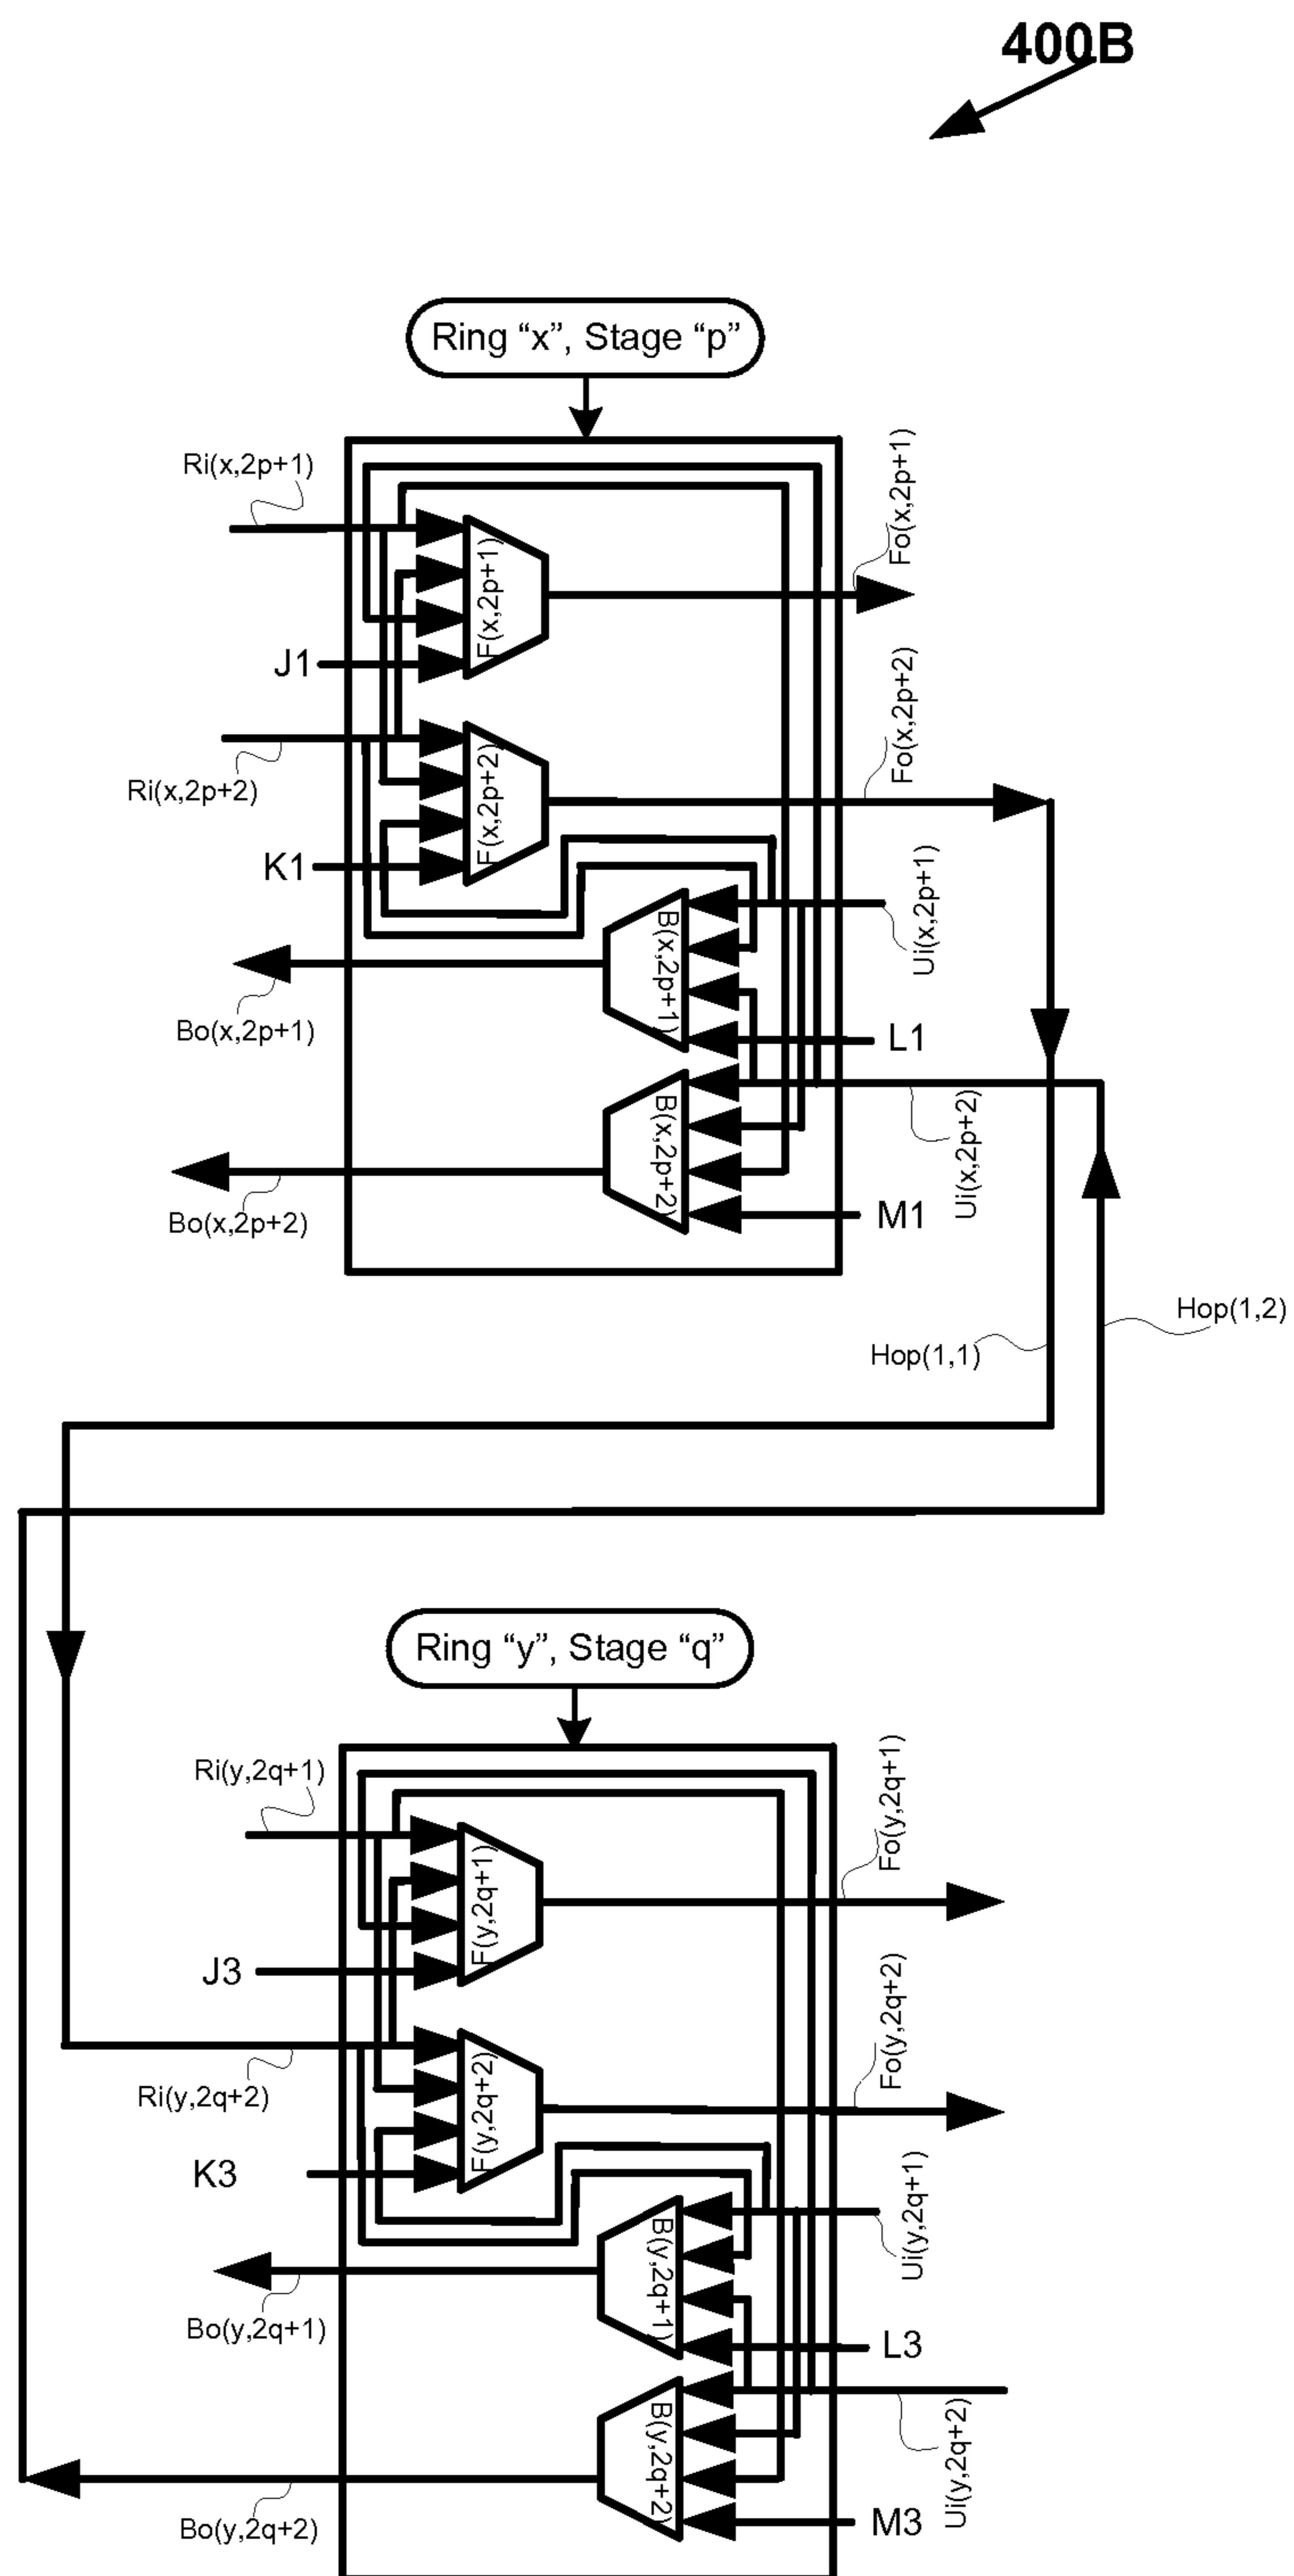 400B
Ring “x”, Stage “p”
Ri(x,2p+1)
Fo(x,2p+1)
F(x,2p+1)
J1
Fo(x,2p+2)
Ri(x,2p+2)
F(x,2p+2)
K1
Ui(x,2p+1)
B(x,2p+1)
Bo(x,2p+1)
L1
B(x,2p+2)
Ui(x,2p+2)
Bo(x,2p+2)
M1
Hop(1,2)
Hop(1,1)
Ring “y”, Stage “q”
Ri(y,2q+1)
Fo(y,2q+1)
F(y,2q+1)
J3
Fo(y,2q+2)
Ri(y,2q+2)
F(y,2q+2)
K3
Ui(y,2q+1)
B(y,2q+1)
Bo(y,2q+1)
L3
B(y,2q+2)
Ui(y,2q+2)
Bo(y,2q+2)
M3